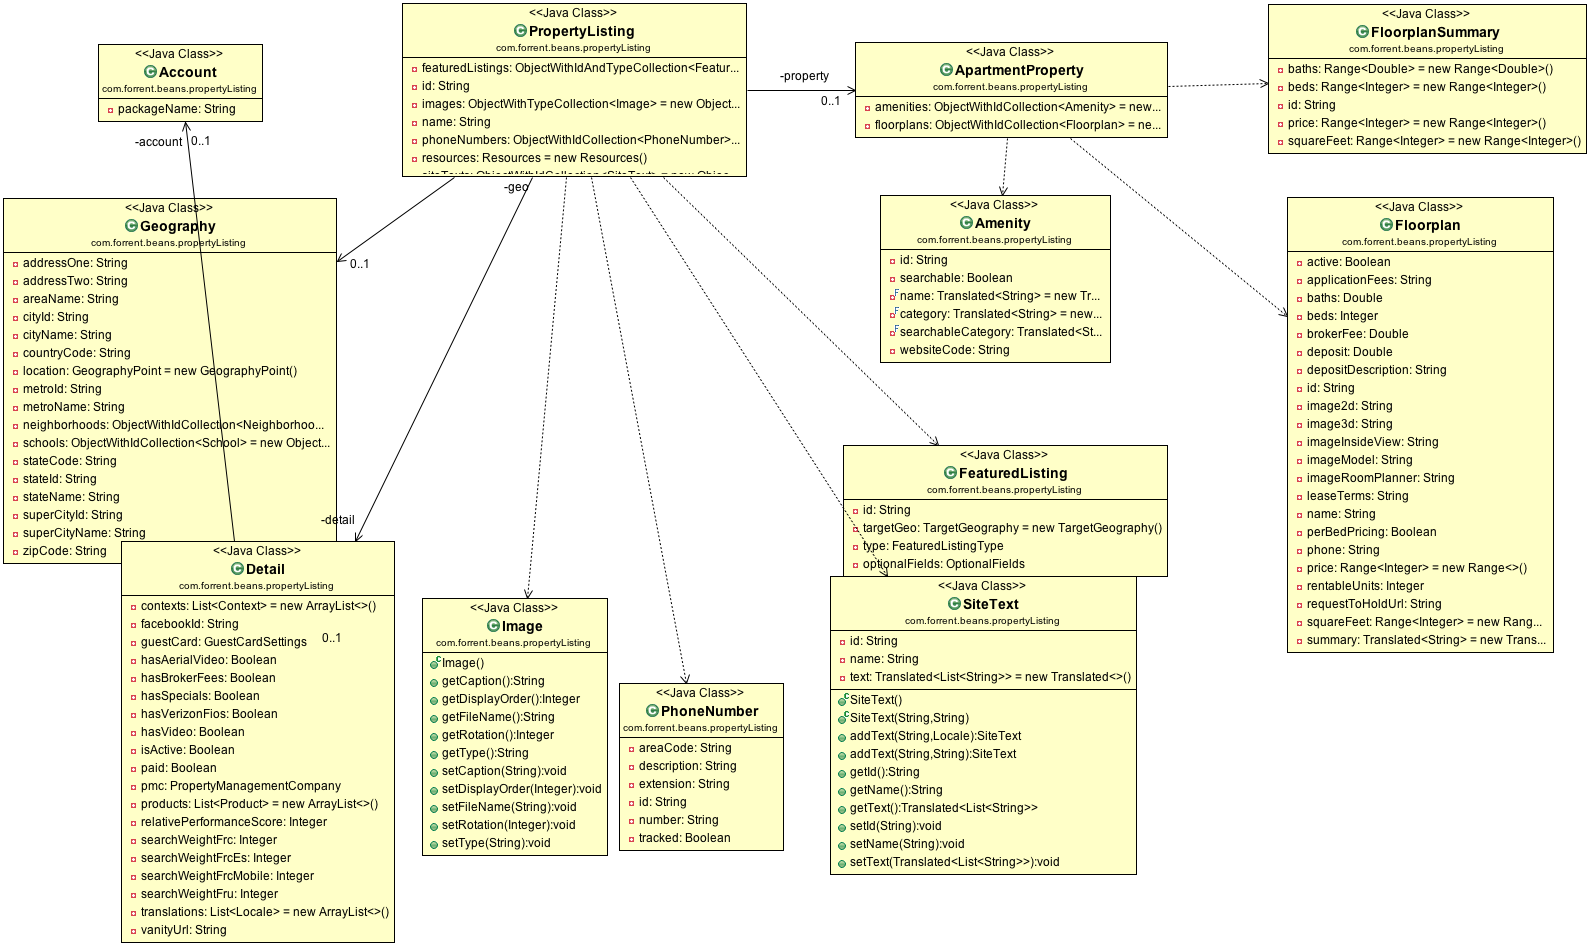 <<Java Class>>
PropertyListing
com.forrent.beans.propertyListing
featuredListings: ObjectWithIdAndTypeCollection<Featur...
id: String
images: ObjectWithTypeCollection<Image> = new Object...
name: String
phoneNumbers: ObjectWithIdCollection<PhoneNumber>...
resources: Resources = new Resources()
siteTexts: ObjectWithIdCollection<SiteText> = new Objec...
<<Java Class>>
Account
com.forrent.beans.propertyListing
packageName: String
-account
0..1
-property
0..1
<<Java Class>>
ApartmentProperty
com.forrent.beans.propertyListing
amenities: ObjectWithIdCollection<Amenity> = new...
floorplans: ObjectWithIdCollection<Floorplan> = ne...
<<Java Class>>
FloorplanSummary
com.forrent.beans.propertyListing
baths: Range<Double> = new Range<Double>()
beds: Range<Integer> = new Range<Integer>()
id: String
price: Range<Integer> = new Range<Integer>()
squareFeet: Range<Integer> = new Range<Integer>()
-geo
0..1
<<Java Class>>
Geography
com.forrent.beans.propertyListing
addressOne: String
addressTwo: String
areaName: String
cityId: String
cityName: String
countryCode: String
location: GeographyPoint = new GeographyPoint()
metroId: String
metroName: String
neighborhoods: ObjectWithIdCollection<Neighborhoo...
schools: ObjectWithIdCollection<School> = new Object...
stateCode: String
stateId: String
stateName: String
superCityId: String
superCityName: String
zipCode: String
<<Java Class>>
Amenity
com.forrent.beans.propertyListing
id: String
searchable: Boolean
F name: Translated<String> = new Tr...
F category: Translated<String> = new...
F searchableCategory: Translated<St...
websiteCode: String
<<Java Class>>
Floorplan
com.forrent.beans.propertyListing
active: Boolean
applicationFees: String
baths: Double
beds: Integer
brokerFee: Double
deposit: Double
depositDescription: String
id: String
image2d: String
image3d: String
imageInsideView: String
imageModel: String
imageRoomPlanner: String
leaseTerms: String
name: String
perBedPricing: Boolean
phone: String
price: Range<Integer> = new Range<>()
rentableUnits: Integer
requestToHoldUrl: String
squareFeet: Range<Integer> = new Rang...
summary: Translated<String> = new Trans...
<<Java Class>>
FeaturedListing
com.forrent.beans.propertyListing
id: String
targetGeo: TargetGeography = new TargetGeography()
type: FeaturedListingType
optionalFields: OptionalFields
-detail
0..1
<<Java Class>>
Detail
com.forrent.beans.propertyListing
contexts: List<Context> = new ArrayList<>()
facebookId: String
guestCard: GuestCardSettings
hasAerialVideo: Boolean
hasBrokerFees: Boolean
hasSpecials: Boolean
hasVerizonFios: Boolean
hasVideo: Boolean
isActive: Boolean
paid: Boolean
pmc: PropertyManagementCompany
products: List<Product> = new ArrayList<>()
relativePerformanceScore: Integer
searchWeightFrc: Integer
searchWeightFrcEs: Integer
searchWeightFrcMobile: Integer
searchWeightFru: Integer
translations: List<Locale> = new ArrayList<>()
vanityUrl: String
<<Java Class>>
Image
com.forrent.beans.propertyListing
Image()
getCaption():String
getDisplayOrder():Integer
getFileName():String
getRotation():Integer
getType():String
setCaption(String):void
setDisplayOrder(Integer):void
setFileName(String):void
setRotation(Integer):void
setType(String):void
<<Java Class>>
PhoneNumber
com.forrent.beans.propertyListing
areaCode: String
description: String
extension: String
id: String
number: String
tracked: Boolean
<<Java Class>>
SiteText
com.forrent.beans.propertyListing
id: String
name: String
text: Translated<List<String>> = new Translated<>()
SiteText()
SiteText(String,String)
addText(String,Locale):SiteText
addText(String,String):SiteText
getId():String
getName():String
getText():Translated<List<String>>
setId(String):void
setName(String):void
setText(Translated<List<String>>):void